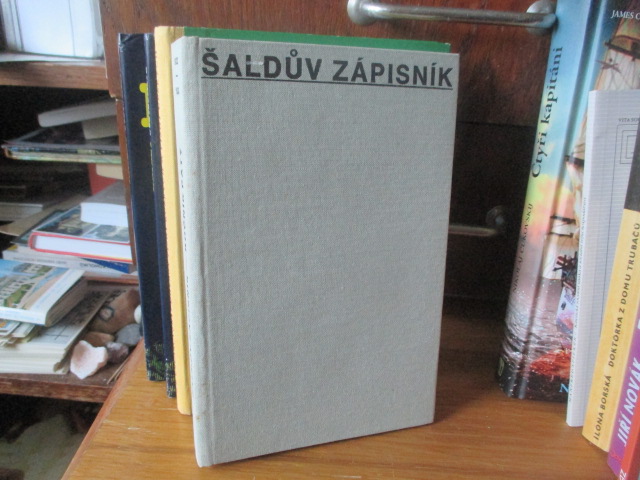 ŠALDŮV ZÁPISNÍK
Čtyři kapitáni
JAMES
ILONA BORSKÁ DOKTORKA Z DOMU TRUBAČŮ
JIŘÍ NOVÁK